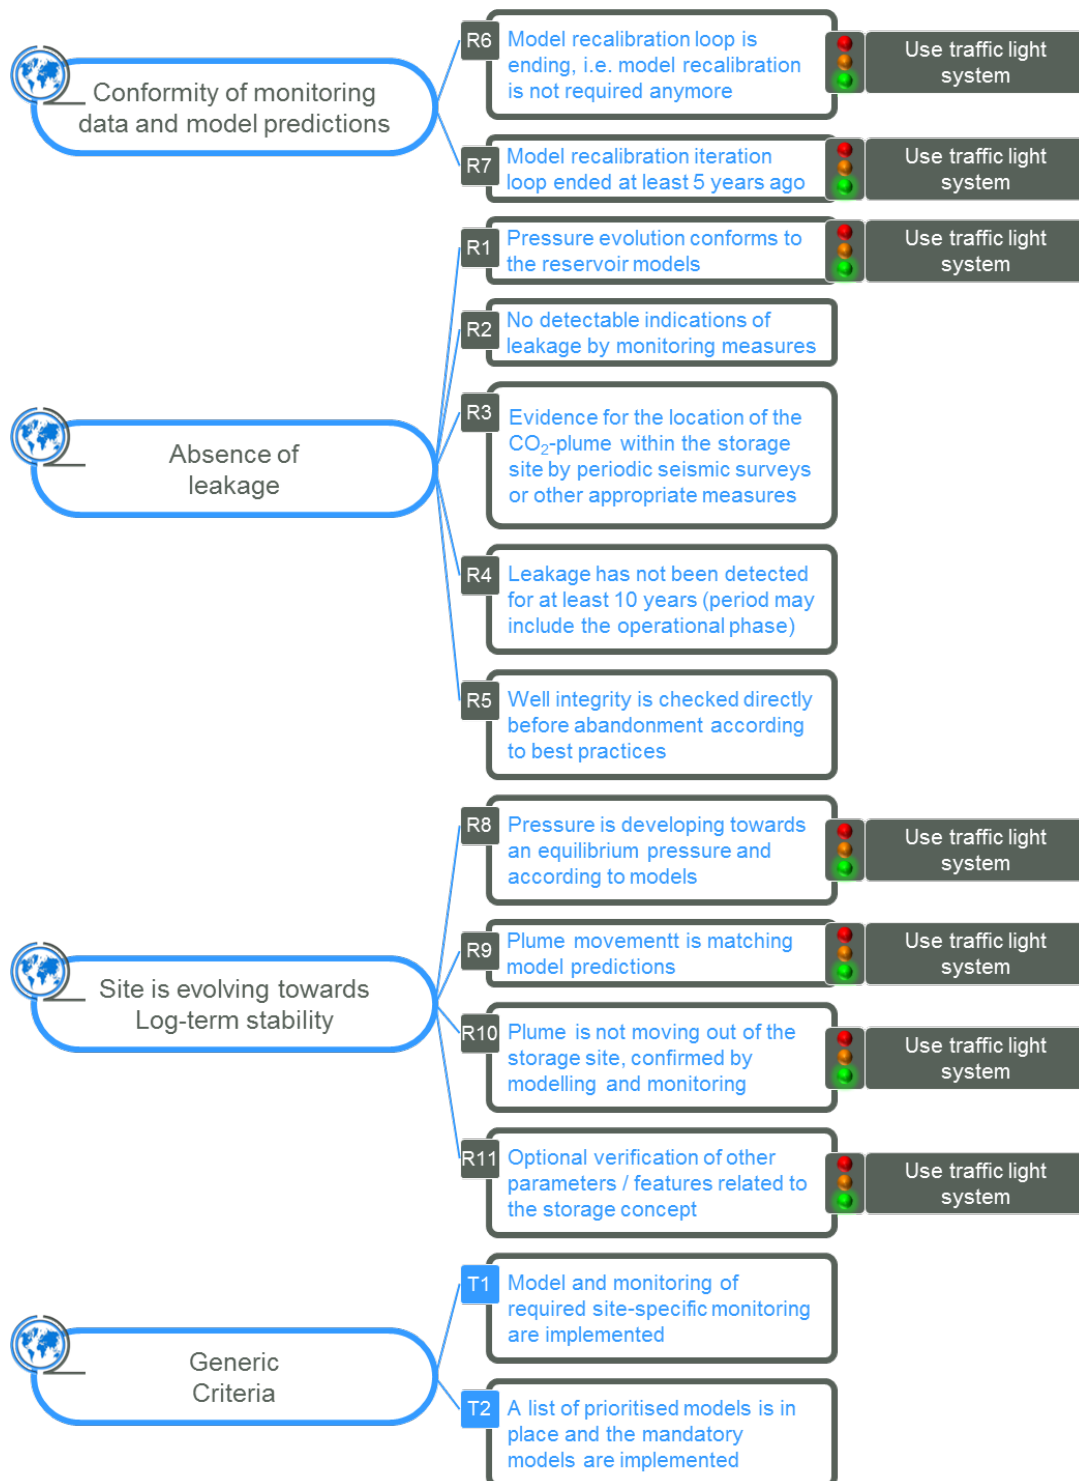 Conformity of monitoring
data and model predictions
R6
Model recalibration loop is
ending, i.e. model recalibration
is not required anymore
Use traffic light
system
R7
Model recalibration iteration
loop ended at least 5 years ago
Use traffic light
system
Absence of
leakage
R1
Pressure evolution conforms to
the reservoir models
Use traffic light
system
R2
No detectable indications of
leakage by monitoring measures
R3
Evidence for the location of the
CO₂-plume within the storage
site by periodic seismic surveys
or other appropriate measures
R4
Leakage has not been detected
for at least 10 years (period may
include the operational phase)
R5
Well integrity is checked directly
before abandonment according
to best practices
Site is evolving towards
Log-term stability
R8
Pressure is developing towards
an equilibrium pressure and
according to models
Use traffic light
system
R9
Plume movementt is matching
model predictions
Use traffic light
system
R10
Plume is not moving out of the
storage site, confirmed by
modelling and monitoring
Use traffic light
system
R11
Optional verification of other
parameters / features related to
the storage concept
Use traffic light
system
Generic
Criteria
T1
Model and monitoring of
required site-specific monitoring
are implemented
T2
A list of prioritised models is in
place and the mandatory
models are implemented